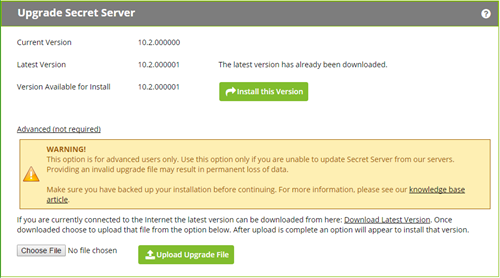 Upgrade Secret Server
Current Version 10.2.000000
Latest Version 10.2.000001 The latest version has already been downloaded.
Version Available for Install 10.2.000001 Install this Version
Advanced (not required)
WARNING!
This option is for advanced users only. Use this option only if you are unable to update Secret Server from our servers.
Providing an invalid upgrade file may result in permanent loss of data.
Make sure you have backed up your installation before continuing. For more information, please see our knowledge base
article.
If you are currently connected to the Internet the latest version can be downloaded from here: Download Latest Version. Once
downloaded choose to upload that file from the option below. After upload is complete an option will appear to install that version.
Choose File No file chosen Upload Upgrade File